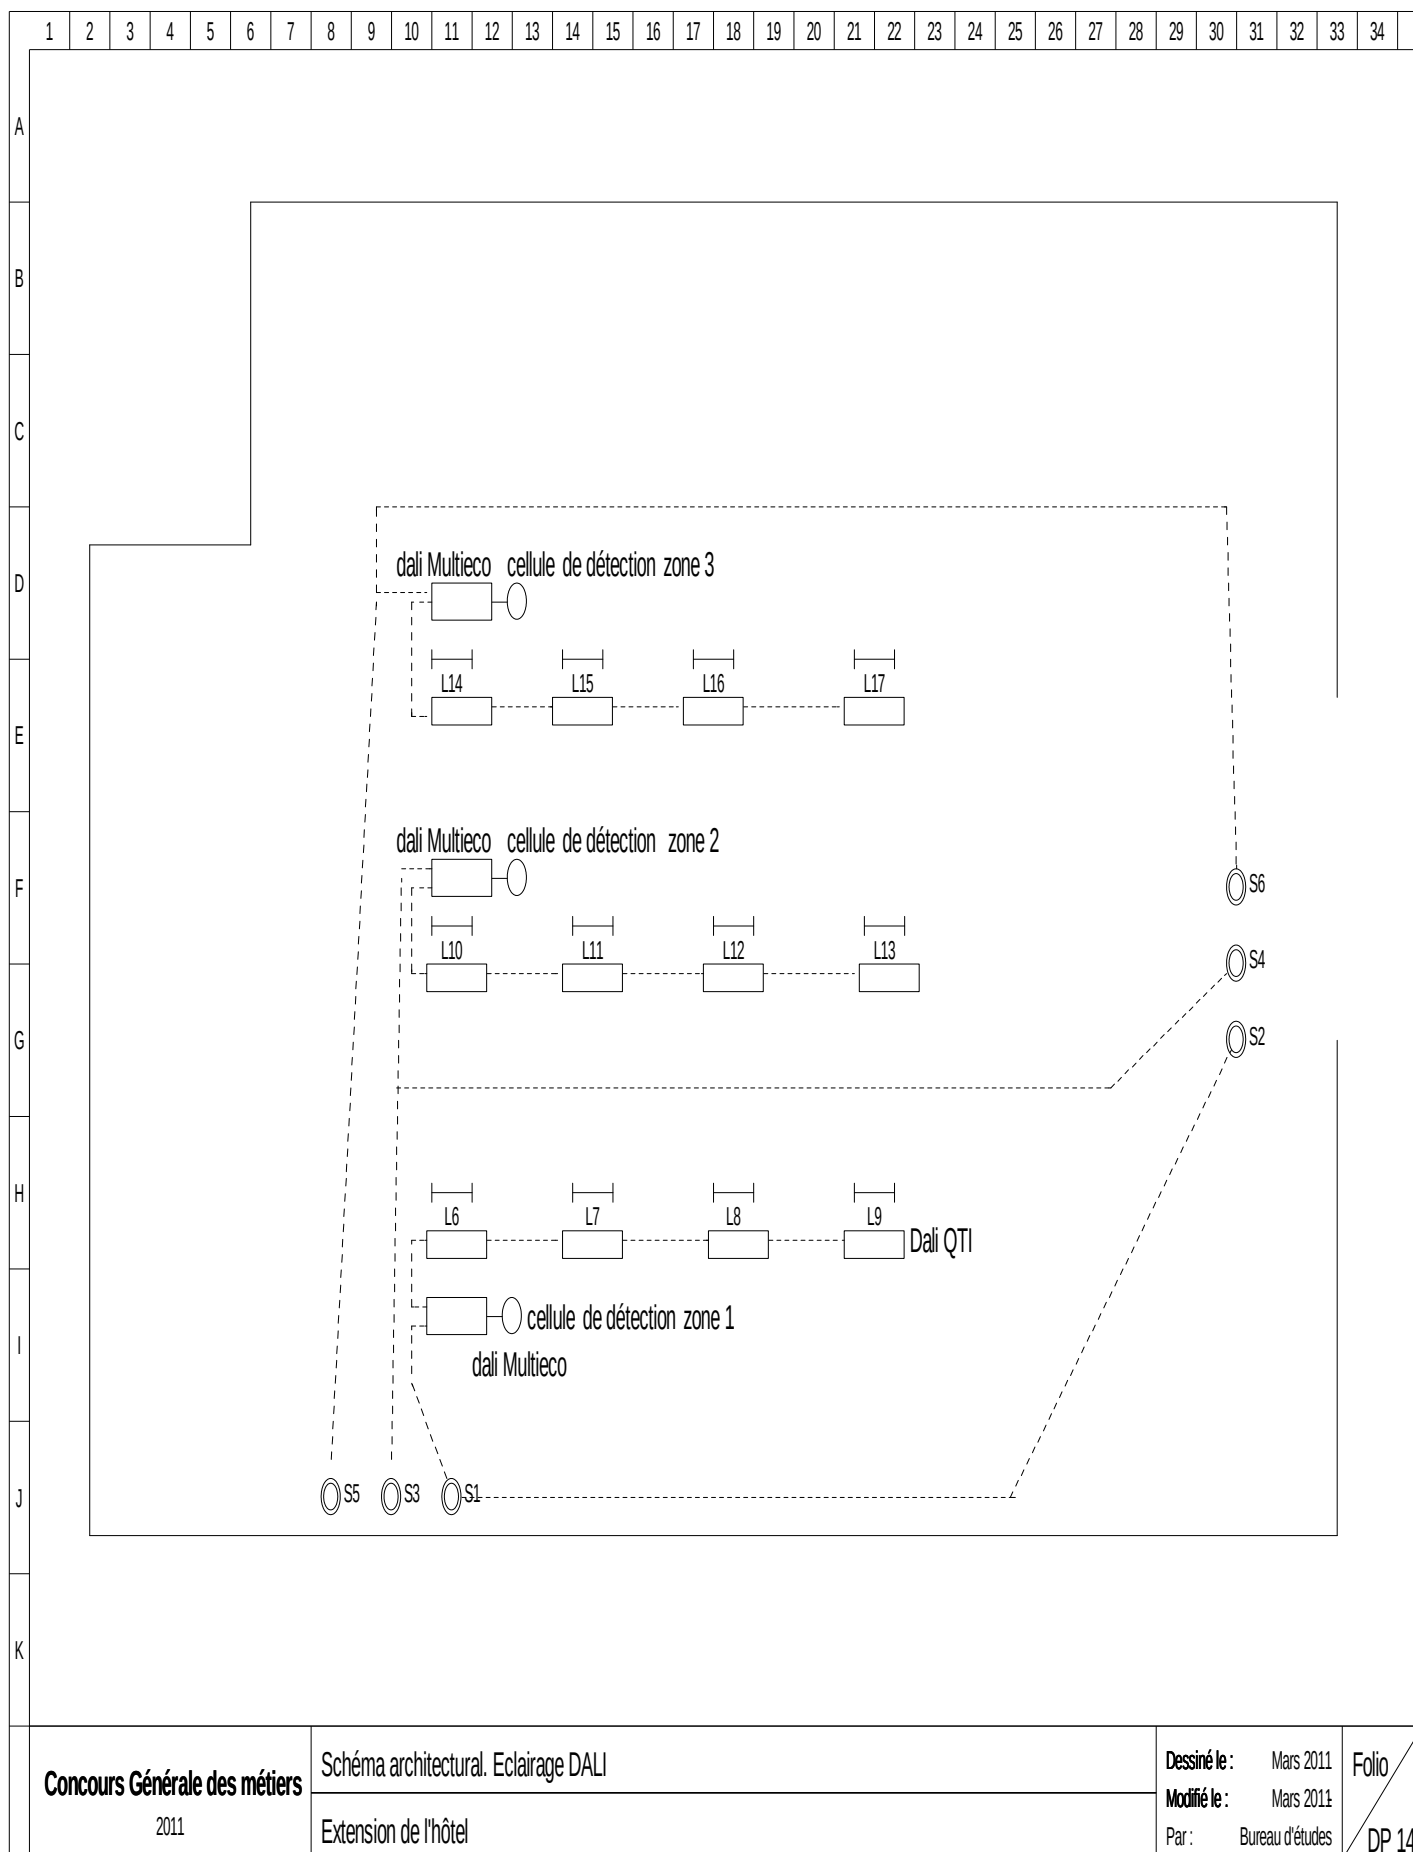 1 2 3 4 5 6 7 8 9 10 11 12 13 14 15 16 17 18 19 20 21 22 23 24 25 26 27 28 29 30 31 32 33 34
A
B
C
D
dali Multieco cellule de détection zone 3
L14 L15 L16 L17
E
dali Multieco cellule de détection zone 2
F
S6
L10 L11 L12 L13
S4
G
S2
H
L6 L7 L8 L9
Dali QTI
cellule de détection zone 1
I
dali Multieco
J
S5 S3 S1
K
Concours Générale des métiers
2011
Schéma architectural. Eclairage DALI
Extension de l'hôtel
Dessiné le : Mars 2011
Modifié le : Mars 2011
Par : Bureau d'études
Folio
DP 14